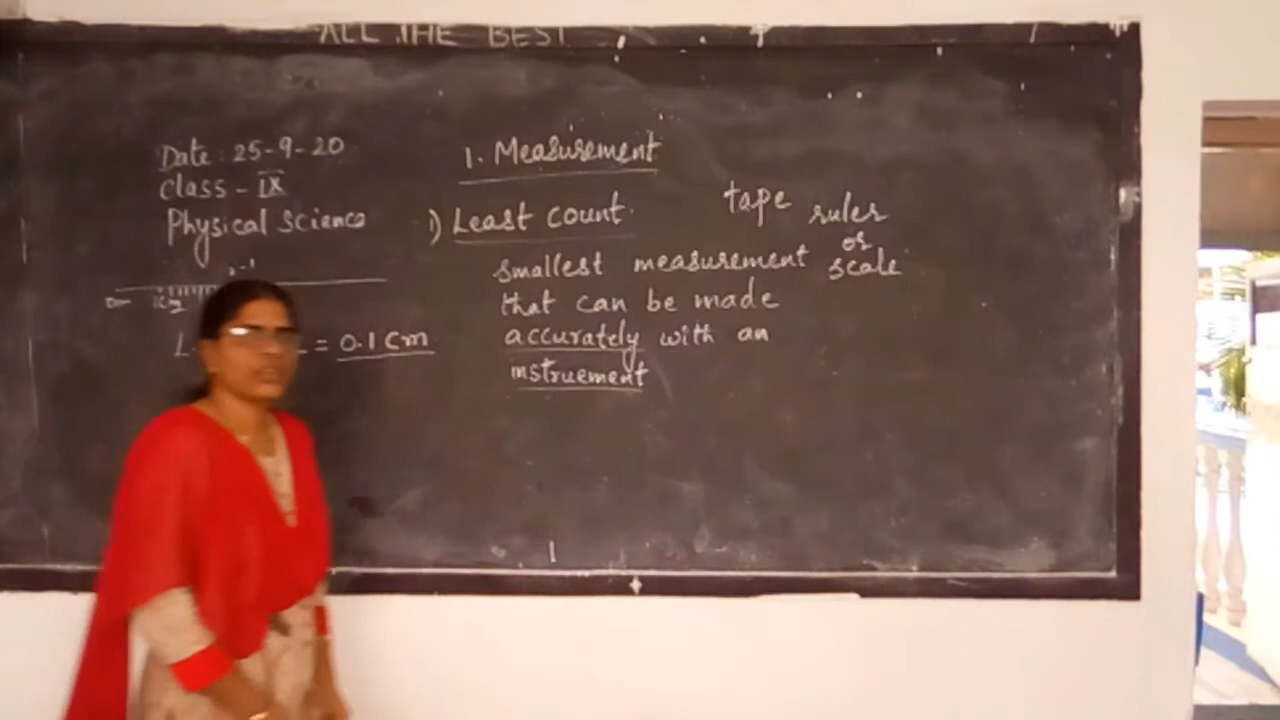 ALL THE BEST
Date : 25-9-20
Class - IX
Physical Science
= 0.1 cm
1. Measurement
i) Least count.
smallest measurement
that can be made
accurately with an
instruement
tape
ruler
or
scale